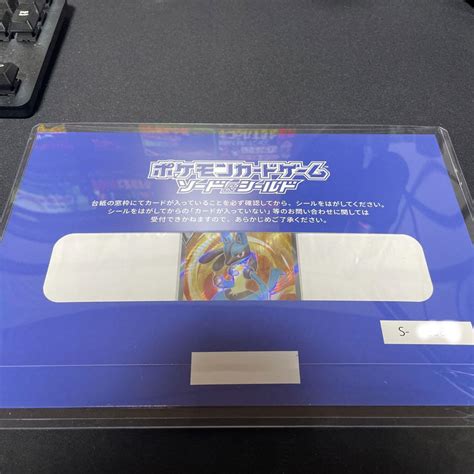 ポケモンカードゲーム
ソード&シールド
台紙の窓枠にてカードが入っていることを必ず確認してから、シールをはがしてください。
シールをはがしてからの「カードが入っていない」等のお問い合わせに関しては
受付できかねますので、あらかじめご了承ください。
S-